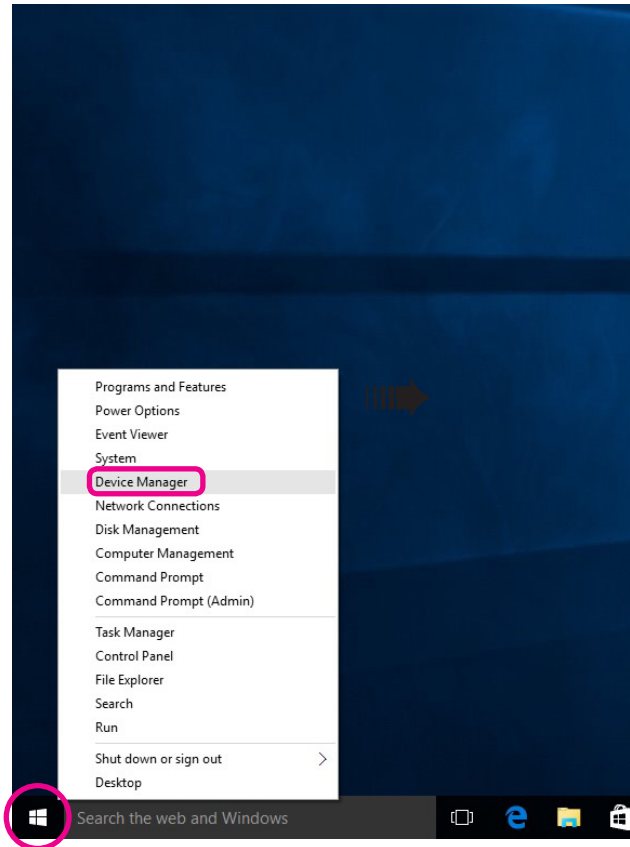 Programs and Features
Power Options
Event Viewer
System
Device Manager
Network Connections
Disk Management
Computer Management
Command Prompt
Command Prompt (Admin)
Task Manager
Control Panel
File Explorer
Search
Run
Shut down or sign out
Desktop
Search the web and Windows